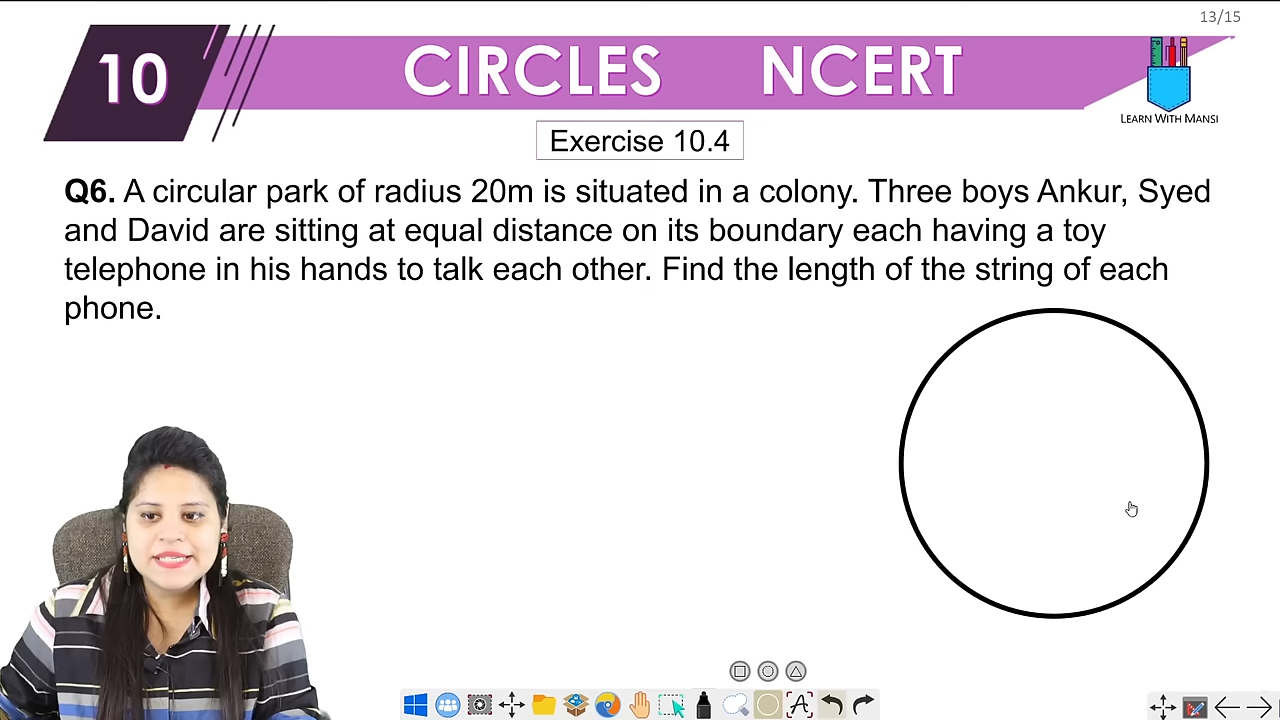 13/15
10
CIRCLES NCERT
LEARN WITH MANSI
Exercise 10.4
Q6. A circular park of radius 20m is situated in a colony. Three boys Ankur, Syed
and David are sitting at equal distance on its boundary each having a toy
telephone in his hands to talk each other. Find the length of the string of each
phone.